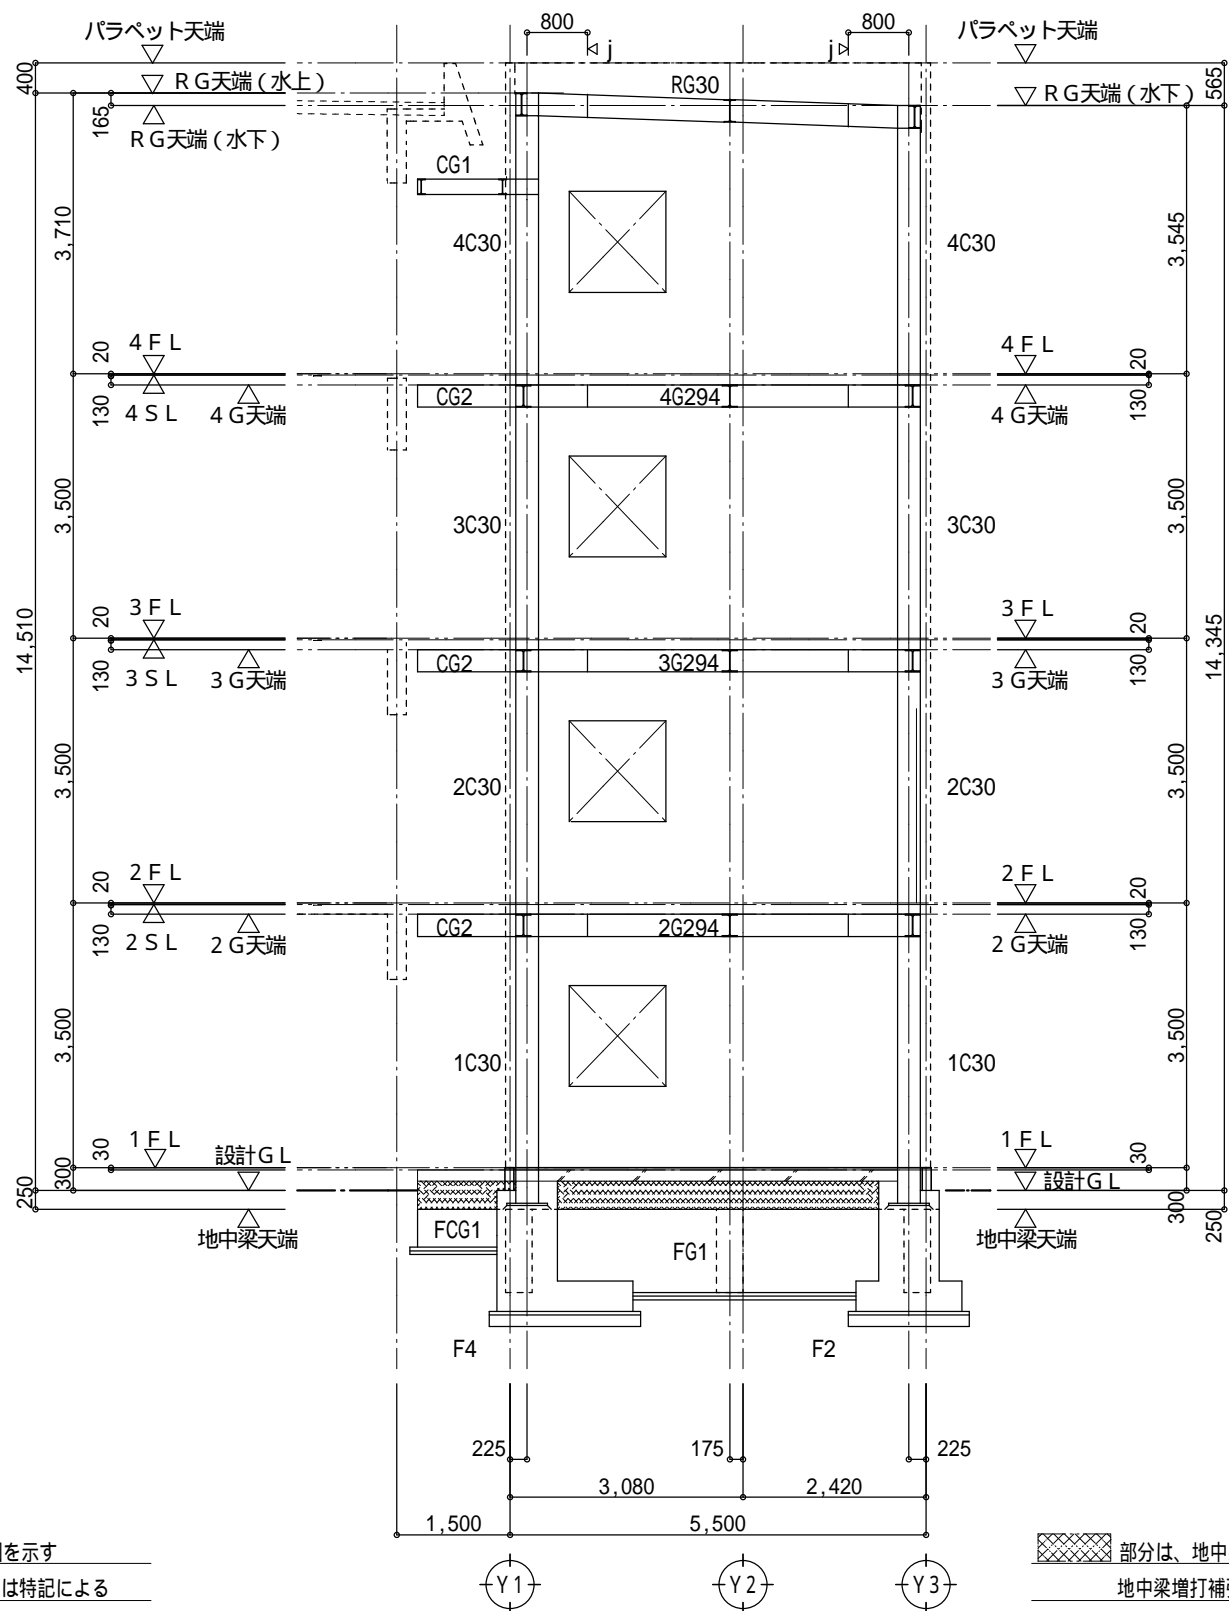 パラペット天端
800
800
パラペット天端
j
j
400
RG天端(水上)
RG30
RG天端(水下)
565
165
RG天端(水下)
CG1
3,710
4C30
4C30
3,545
20
4FL
4FL
20
130
4SL
4G天端
CG2
4G294
4G天端
130
3,500
3C30
3C30
3,500
14,510
20
3FL
3FL
20
14,345
130
3SL
3G天端
CG2
3G294
3G天端
130
3,500
2C30
2C30
3,500
20
2FL
2FL
20
130
2SL
2G天端
CG2
2G294
2G天端
130
3,500
1C30
1C30
3,500
30
1FL
設計GL
1FL
30
300
設計GL
300
250
地中梁天端
FCG1
FG1
地中梁天端
250
F4
F2
225
175
225
3,080
2,420
1,500
5,500
を示す
部分は、地中
は特記による
Y1
Y2
Y3
地中梁増打補